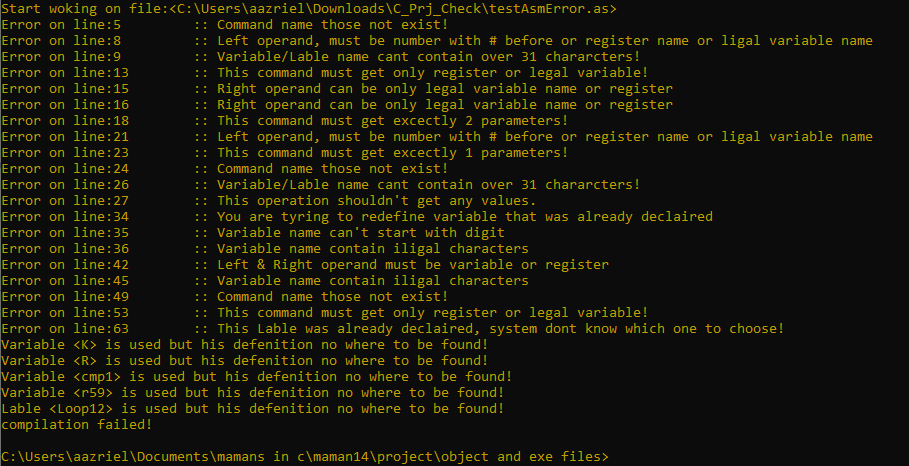 Start woking on file:<C:\Users\aazriel\Downloads\C_Prj_Check\testAsmError.as>
Error on line:5 :: Command name those not exist!
Error on line:8 :: Left operand, must be number with # before or register name or ligal variable name
Error on line:9 :: Variable/Lable name cant contain over 31 chararcters!
Error on line:13 :: This command must get only register or legal variable!
Error on line:15 :: Right operand can be only legal variable name or register
Error on line:16 :: Right operand can be only legal variable name or register
Error on line:18 :: This command must get excectly 2 parameters!
Error on line:21 :: Left operand, must be number with # before or register name or ligal variable name
Error on line:23 :: This command must get excectly 1 parameters!
Error on line:24 :: Command name those not exist!
Error on line:26 :: Variable/Lable name cant contain over 31 chararcters!
Error on line:27 :: This operation shouldn't get any values.
Error on line:34 :: You are tyring to redefine variable that was already declaired
Error on line:35 :: Variable name can't start with digit
Error on line:36 :: Variable name contain iligal characters
Error on line:42 :: Left & Right operand must be variable or register
Error on line:45 :: Variable name contain iligal characters
Error on line:49 :: Command name those not exist!
Error on line:53 :: This command must get only register or legal variable!
Error on line:63 :: This Lable was already declaired, system dont know which one to choose!
Variable <K> is used but his defenition no where to be found!
Variable <R> is used but his defenition no where to be found!
Variable <cmp1> is used but his defenition no where to be found!
Variable <r59> is used but his defenition no where to be found!
Lable <Loop12> is used but his defenition no where to be found!
compilation failed!
C:\Users\aazriel\Documents\mamans in c\maman14\project\object and exe files>